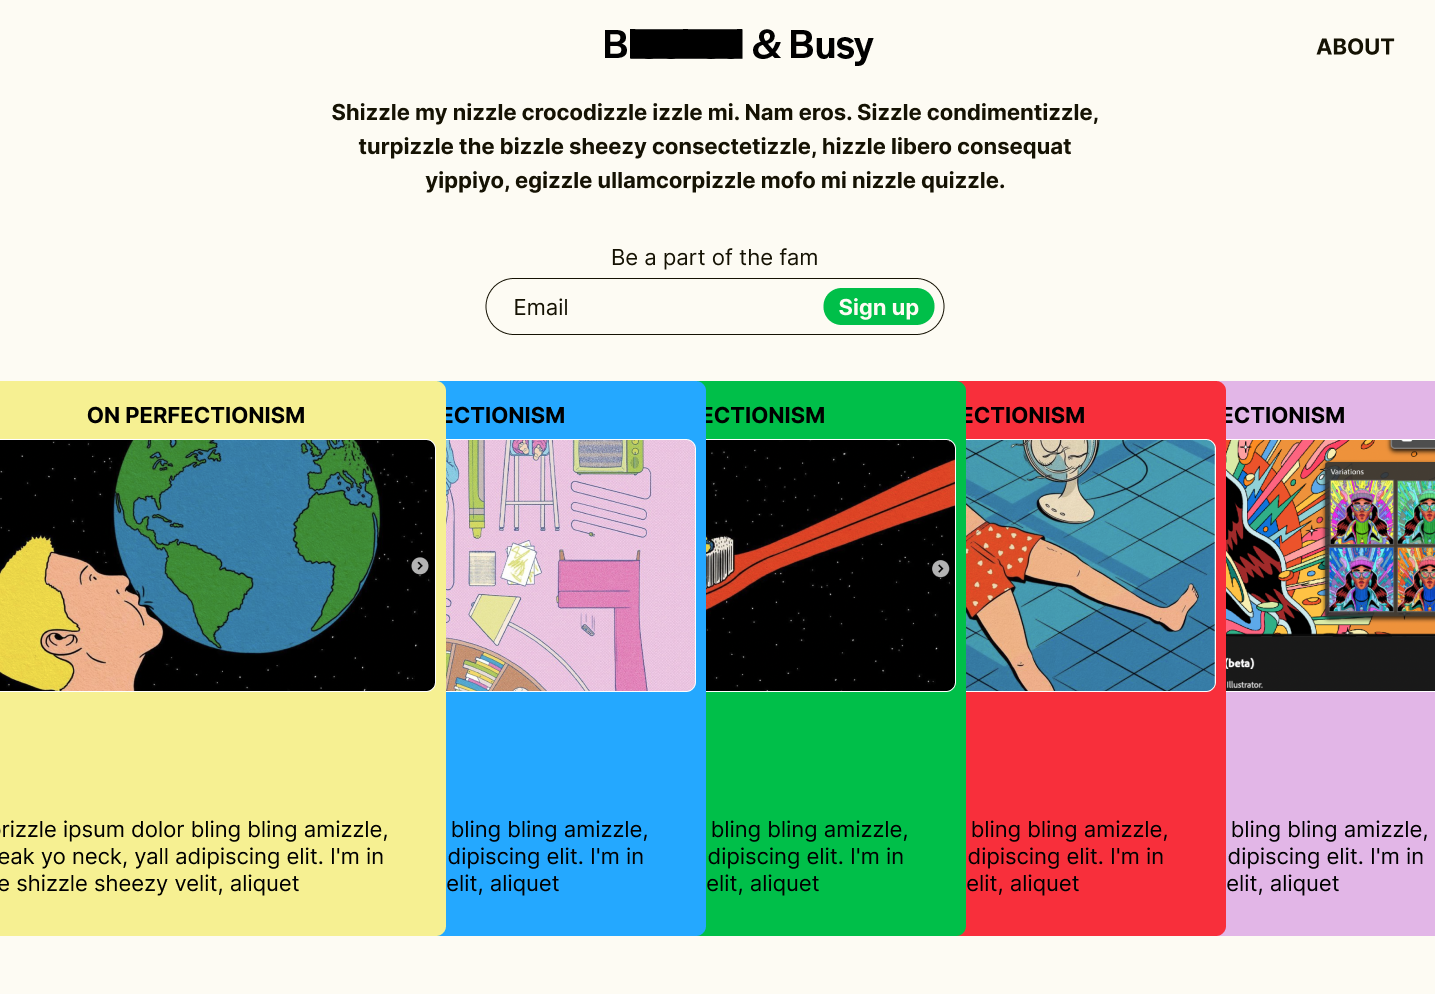 B & Busy
ABOUT
Shizzle my nizzle crocodizzle izzle mi. Nam eros. Sizzle condimentizzle,
turpizzle the bizzle sheezy consectetizzle, hizzle libero consequat
yippiyo, egizzle ullamcorpizzle mofo mi nizzle quizzle.
Be a part of the fam
Email
Sign up
ON PERFECTIONISM
ECTIONISM
ECTIONISM
ECTIONISM
ECTIONISM
Variations
(beta)
Illustrator.
rizzle ipsum dolor bling bling amizzle,
eak yo neck, yall adipiscing elit. I'm in
e shizzle sheezy velit, aliquet
bling bling amizzle,
dipiscing elit. I'm in
elit, aliquet
bling bling amizzle,
dipiscing elit. I'm in
elit, aliquet
bling bling amizzle,
dipiscing elit. I'm in
elit, aliquet
bling bling amizzle,
dipiscing elit. I'm in
elit, aliquet